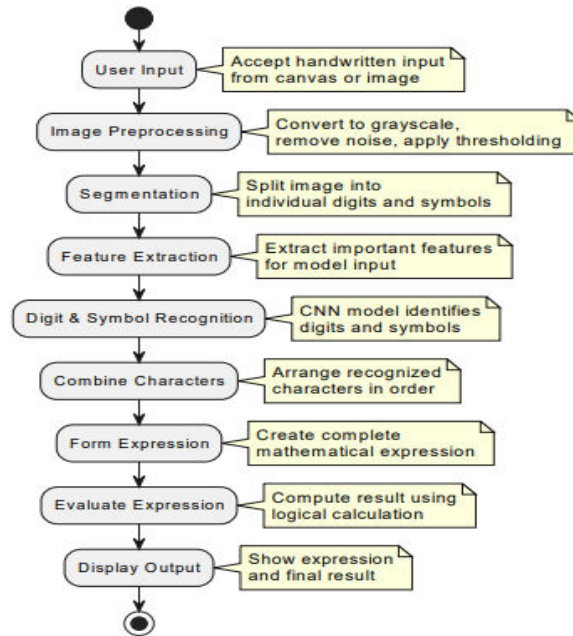 User Input
Accept handwritten input
from canvas or image
Image Preprocessing
Convert to grayscale,
remove noise, apply thresholding
Segmentation
Split image into
individual digits and symbols
Feature Extraction
Extract important features
for model input
Digit & Symbol Recognition
CNN model identifies
digits and symbols
Combine Characters
Arrange recognized
characters in order
Form Expression
Create complete
mathematical expression
Evaluate Expression
Compute result using
logical calculation
Display Output
Show expression
and final result